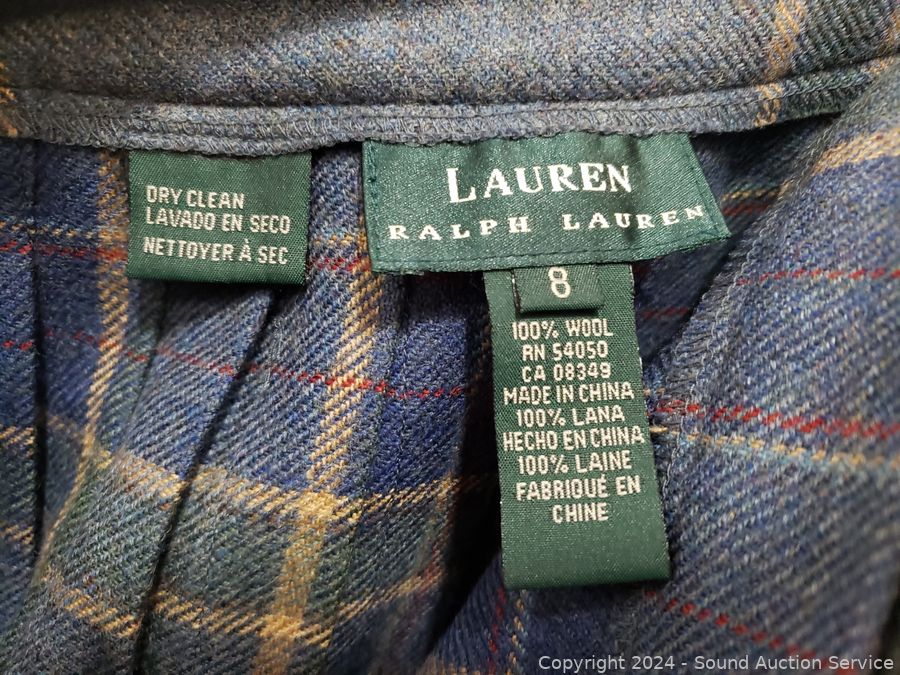 DRY CLEAN
LAVADO EN SECO
NETTOYER À SEC
LAUREN
RALPH LAUREN
8
100% WOOL
RN 54050
CA 08349
MADE IN CHINA
100% LANA
HECHO EN CHINA
100% LAINE
FABRIQUÉ EN
CHINE
Copyright © 2024 - Sound Auction Service